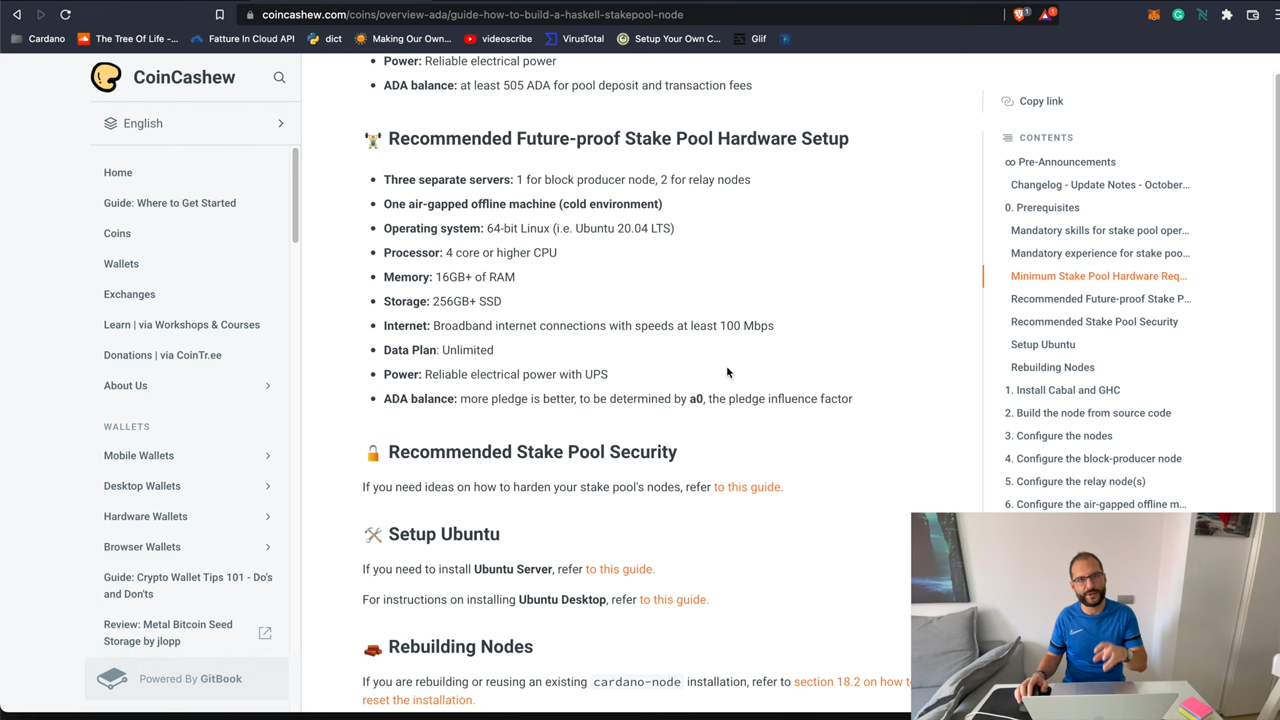 coincashew.com/coins/overview-ada/guide-how-to-build-a-haskell-stakepool-node
1
1
Cardano
The Tree Of Life -...
Fatture In Cloud API
dict
Making Our Own...
videoscribe
VirusTotal
Setup Your Own C...
Glif
CoinCashew
English
Home
Guide: Where to Get Started
Coins
Wallets
Exchanges
Learn | via Workshops & Courses
Donations | via CoinTr.ee
About Us
WALLETS
Mobile Wallets
Desktop Wallets
Hardware Wallets
Browser Wallets
Guide: Crypto Wallet Tips 101 - Do's
and Don'ts
Review: Metal Bitcoin Seed
Storage by jlopp
Powered By GitBook
Power: Reliable electrical power
ADA balance: at least 505 ADA for pool deposit and transaction fees
Recommended Future-proof Stake Pool Hardware Setup
Three separate servers: 1 for block producer node, 2 for relay nodes
One air-gapped offline machine (cold environment)
Operating system: 64-bit Linux (i.e. Ubuntu 20.04 LTS)
Processor: 4 core or higher CPU
Memory: 16GB+ of RAM
Storage: 256GB+ SSD
Internet: Broadband internet connections with speeds at least 100 Mbps
Data Plan: Unlimited
Power: Reliable electrical power with UPS
ADA balance: more pledge is better, to be determined by a0, the pledge influence factor
Recommended Stake Pool Security
If you need ideas on how to harden your stake pool's nodes, refer to this guide.
Setup Ubuntu
If you need to install Ubuntu Server, refer to this guide.
For instructions on installing Ubuntu Desktop, refer to this guide.
Rebuilding Nodes
If you are rebuilding or reusing an existing cardano-node installation, refer to section 18.2 on how
reset the installation.
Copy link
CONTENTS
∞ Pre-Announcements
Changelog - Update Notes - October...
0. Prerequisites
Mandatory skills for stake pool oper...
Mandatory experience for stake poo...
Minimum Stake Pool Hardware Req...
Recommended Future-proof Stake P...
Recommended Stake Pool Security
Setup Ubuntu
Rebuilding Nodes
1. Install Cabal and GHC
2. Build the node from source code
3. Configure the nodes
4. Configure the block-producer node
5. Configure the relay node(s)
6. Configure the air-gapped offline m...